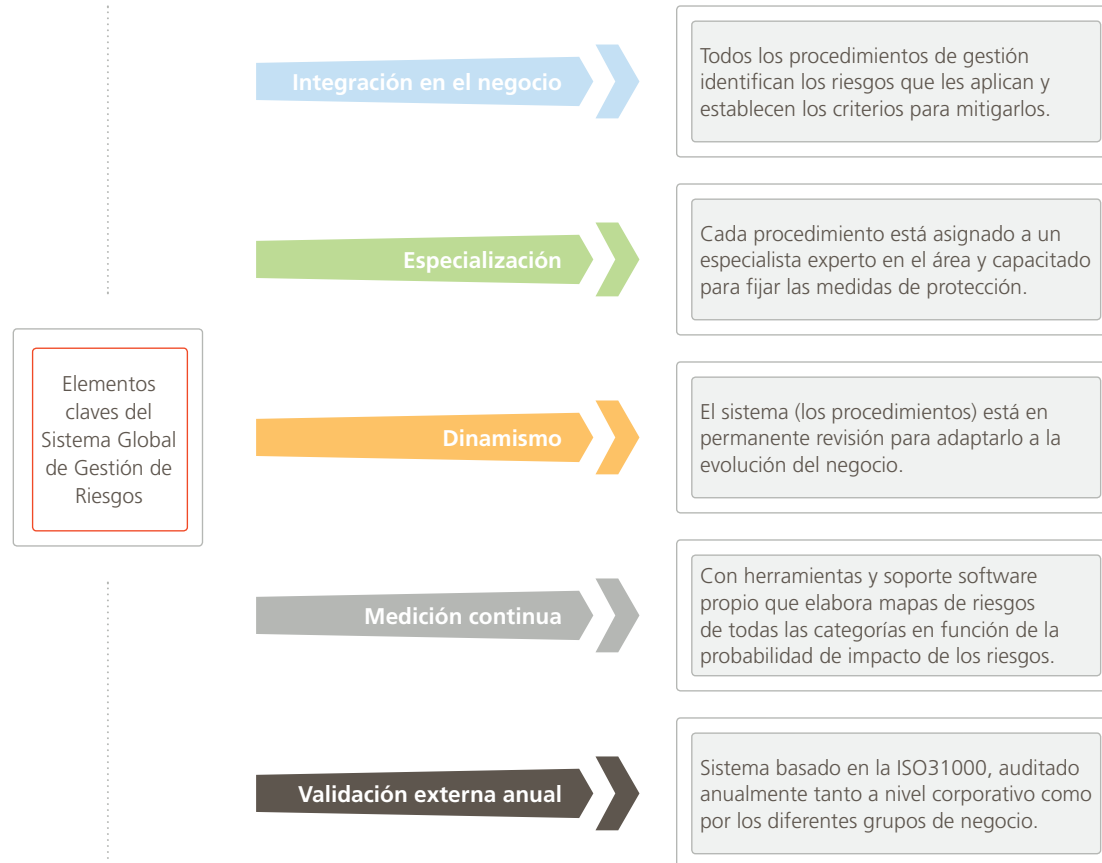 Elementos
claves del
Sistema Global
de Gestión de
Riesgos
Integración en el negocio
Todos los procedimientos de gestión
identifican los riesgos que les aplican y
establecen los criterios para mitigarlos.
Especialización
Cada procedimiento está asignado a un
especialista experto en el área y capacitado
para fijar las medidas de protección.
Dinamismo
El sistema (los procedimientos) está en
permanente revisión para adaptarlo a la
evolución del negocio.
Medición continua
Con herramientas y soporte software
propio que elabora mapas de riesgos
de todas las categorías en función de la
probabilidad de impacto de los riesgos.
Validación externa anual
Sistema basado en la ISO31000, auditado
anualmente tanto a nivel corporativo como
por los diferentes grupos de negocio.